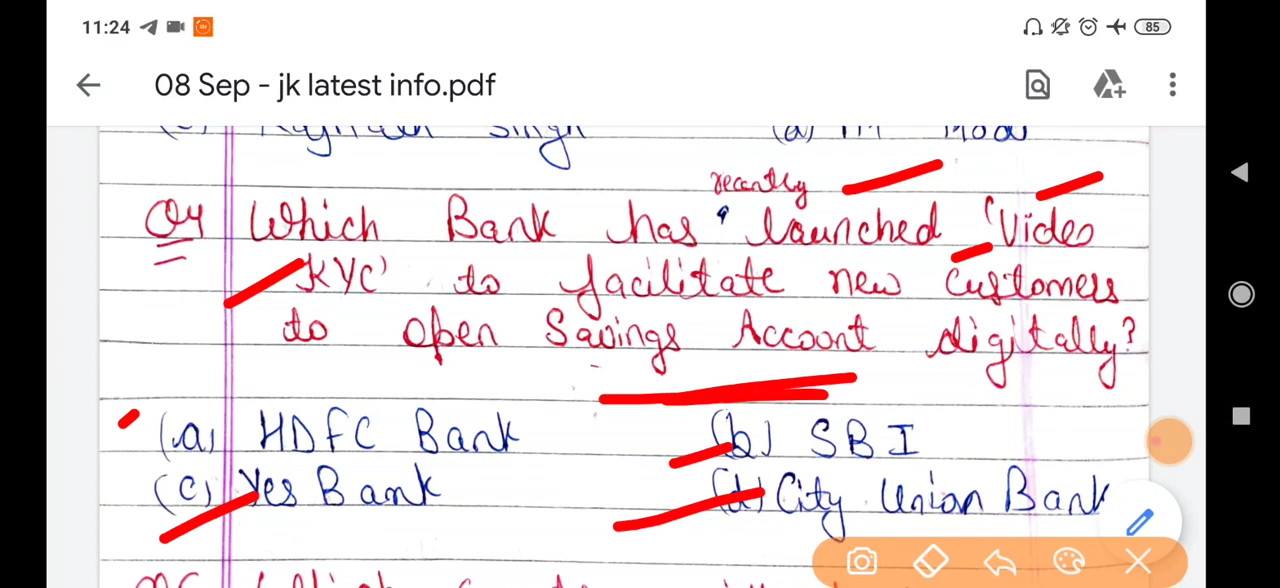 11:24
85
08 Sep - jk latest info.pdf
Singh
recently
Q4 Which Bank has launched 'Video
KYC' to facilitate new customers
to open Savings Account digitally?
(a) HDFC Bank (b) SBI
(c) Yes Bank (d) City Union Bank